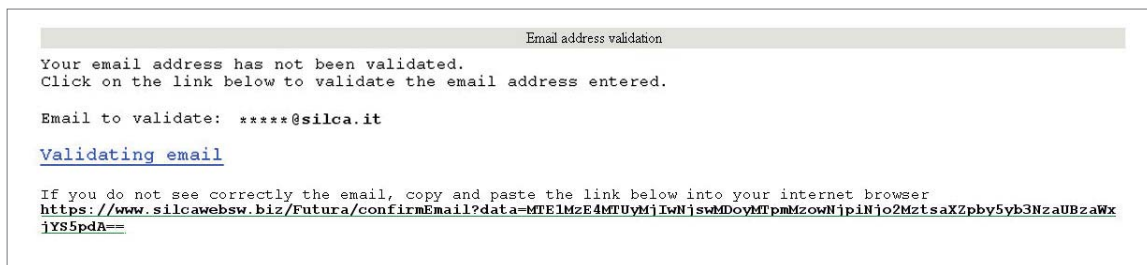 Email address validation
Your email address has not been validated.
Click on the link below to validate the email address entered.
Email to validate: *****@silca.it
Validating email
If you do not see correctly the email, copy and paste the link below into your internet browser
https://www.silcawebsw.biz/Futura/confirmEmail?data=MTE1MzE4MTUyMjIwNjswMDoyMTpmMzowNjpiNjo2MztsaXZpby5yb3NzaUBzaWx
jYS5pdA==